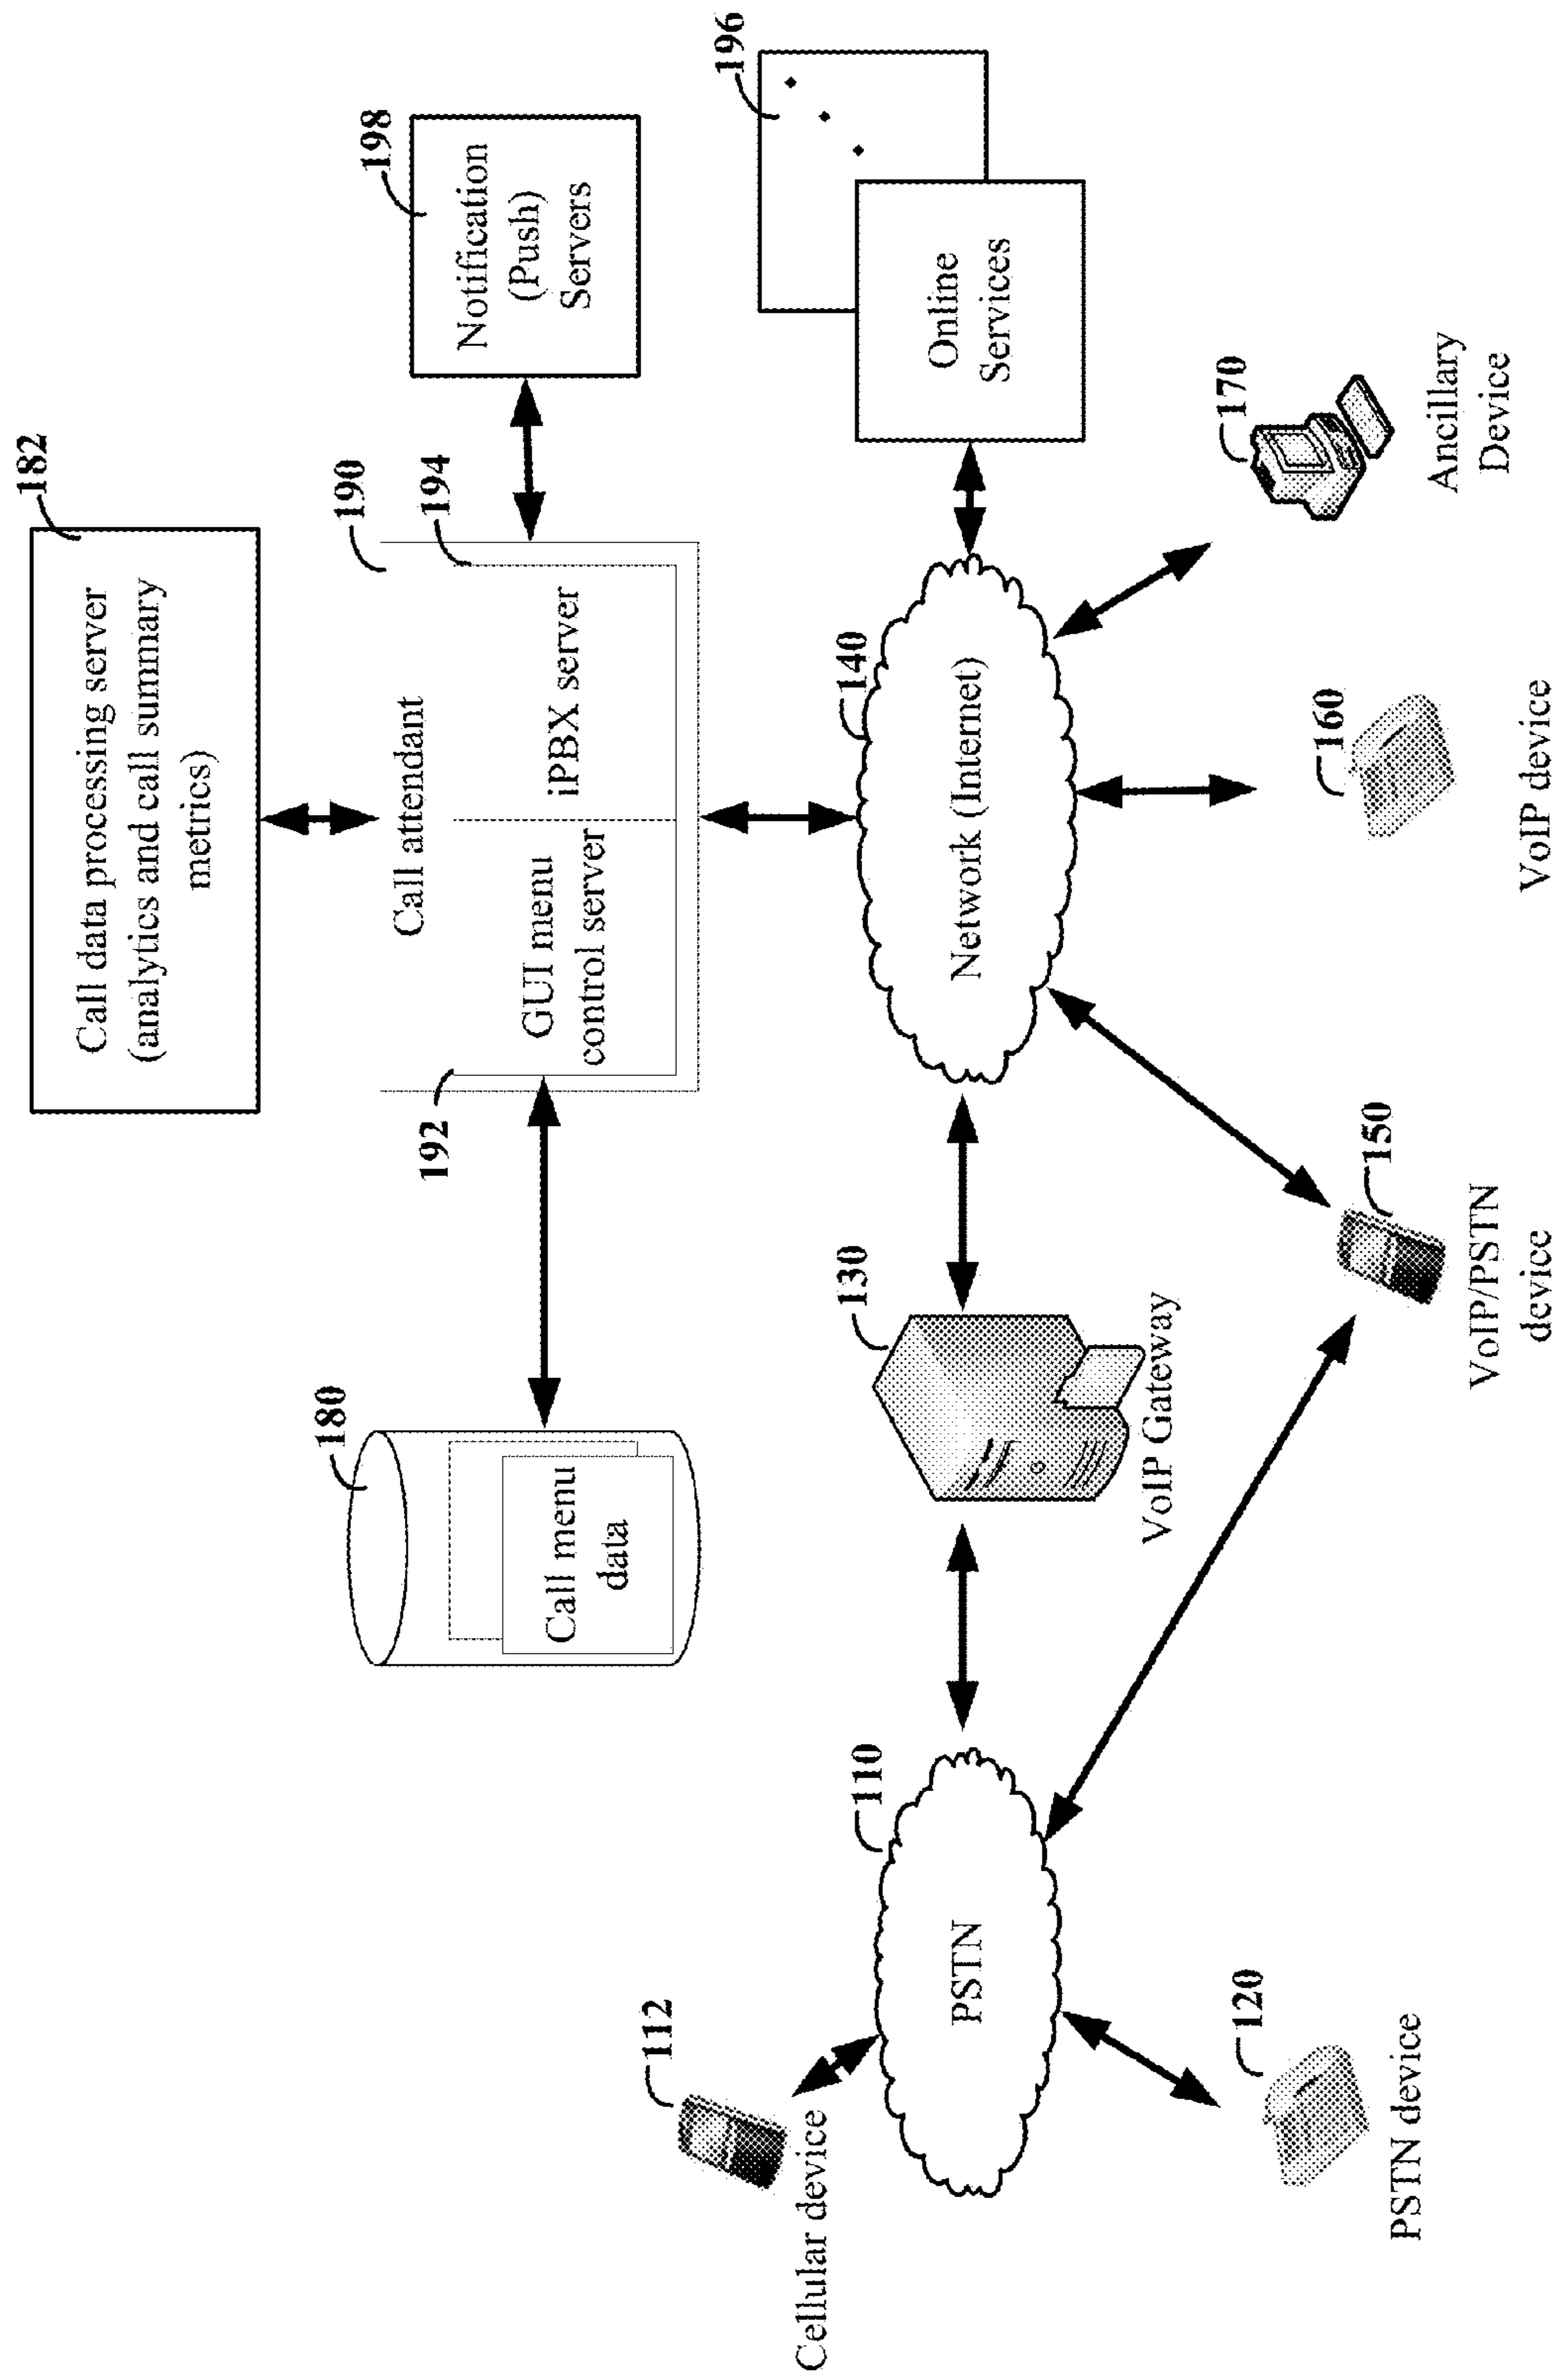 182
Call data processing server
(analytics and call summary
metrics)
190
Call attendant
194
192
GUI menu
control server
iPBX server
198
Notification
(Push)
Servers
180
Call menu
data
196
Online
Services
112
Cellular device
110
PSTN
130
VoIP Gateway
140
Network (Internet)
120
PSTN device
150
VoIP/PSTN
device
160
VoIP device
170
Ancillary
Device